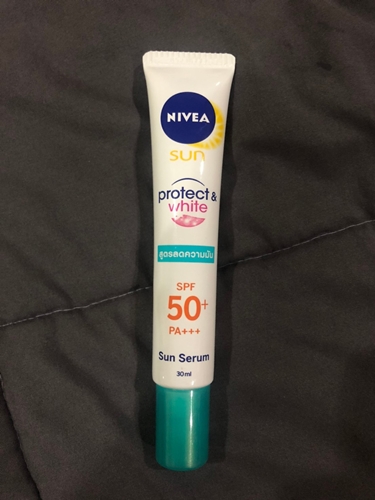 NIVEA
sun
protect &
white
สูตรลดความมัน
SPF
50+
PA+++
Sun Serum
30ml